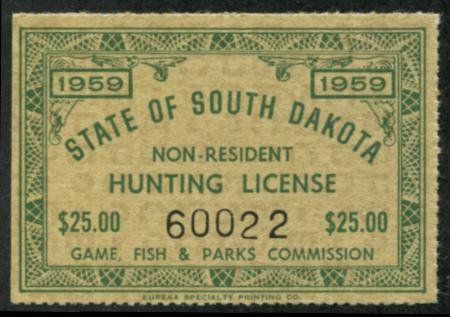 1959 1959
STATE OF SOUTH DAKOTA
NON-RESIDENT
HUNTING LICENSE
$25.00 60022 $25.00
GAME, FISH & PARKS COMMISSION
EUREKA SPECIALTY PRINTING CO.